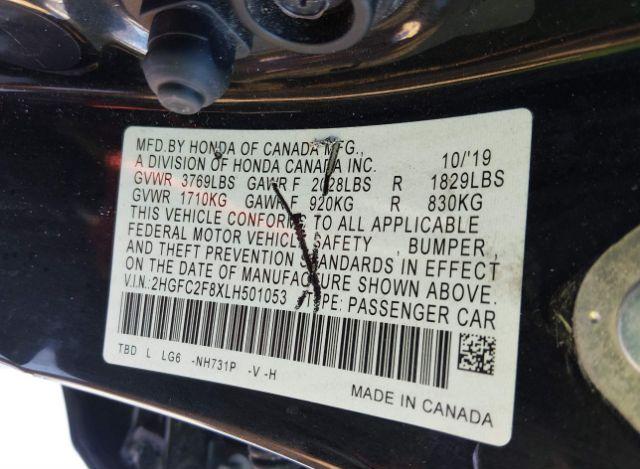 MFD. BY HONDA OF CANADA MFG.,
A DIVISION OF HONDA CANADA INC. 10/'19
GVWR 3769LBS GAWR F 2028LBS R 1829LBS
GVWR 1710KG GAWR F 920KG R 830KG
THIS VEHICLE CONFORMS TO ALL APPLICABLE
FEDERAL MOTOR VEHICLE SAFETY , BUMPER,
AND THEFT PREVENTION STANDARDS IN EFFECT
ON THE DATE OF MANUFACTURE SHOWN ABOVE.
V.I.N.: 2HGFC2F8XLH501053 TYPE: PASSENGER CAR
TBD L LG6 -NH731P -V -H
MADE IN CANADA